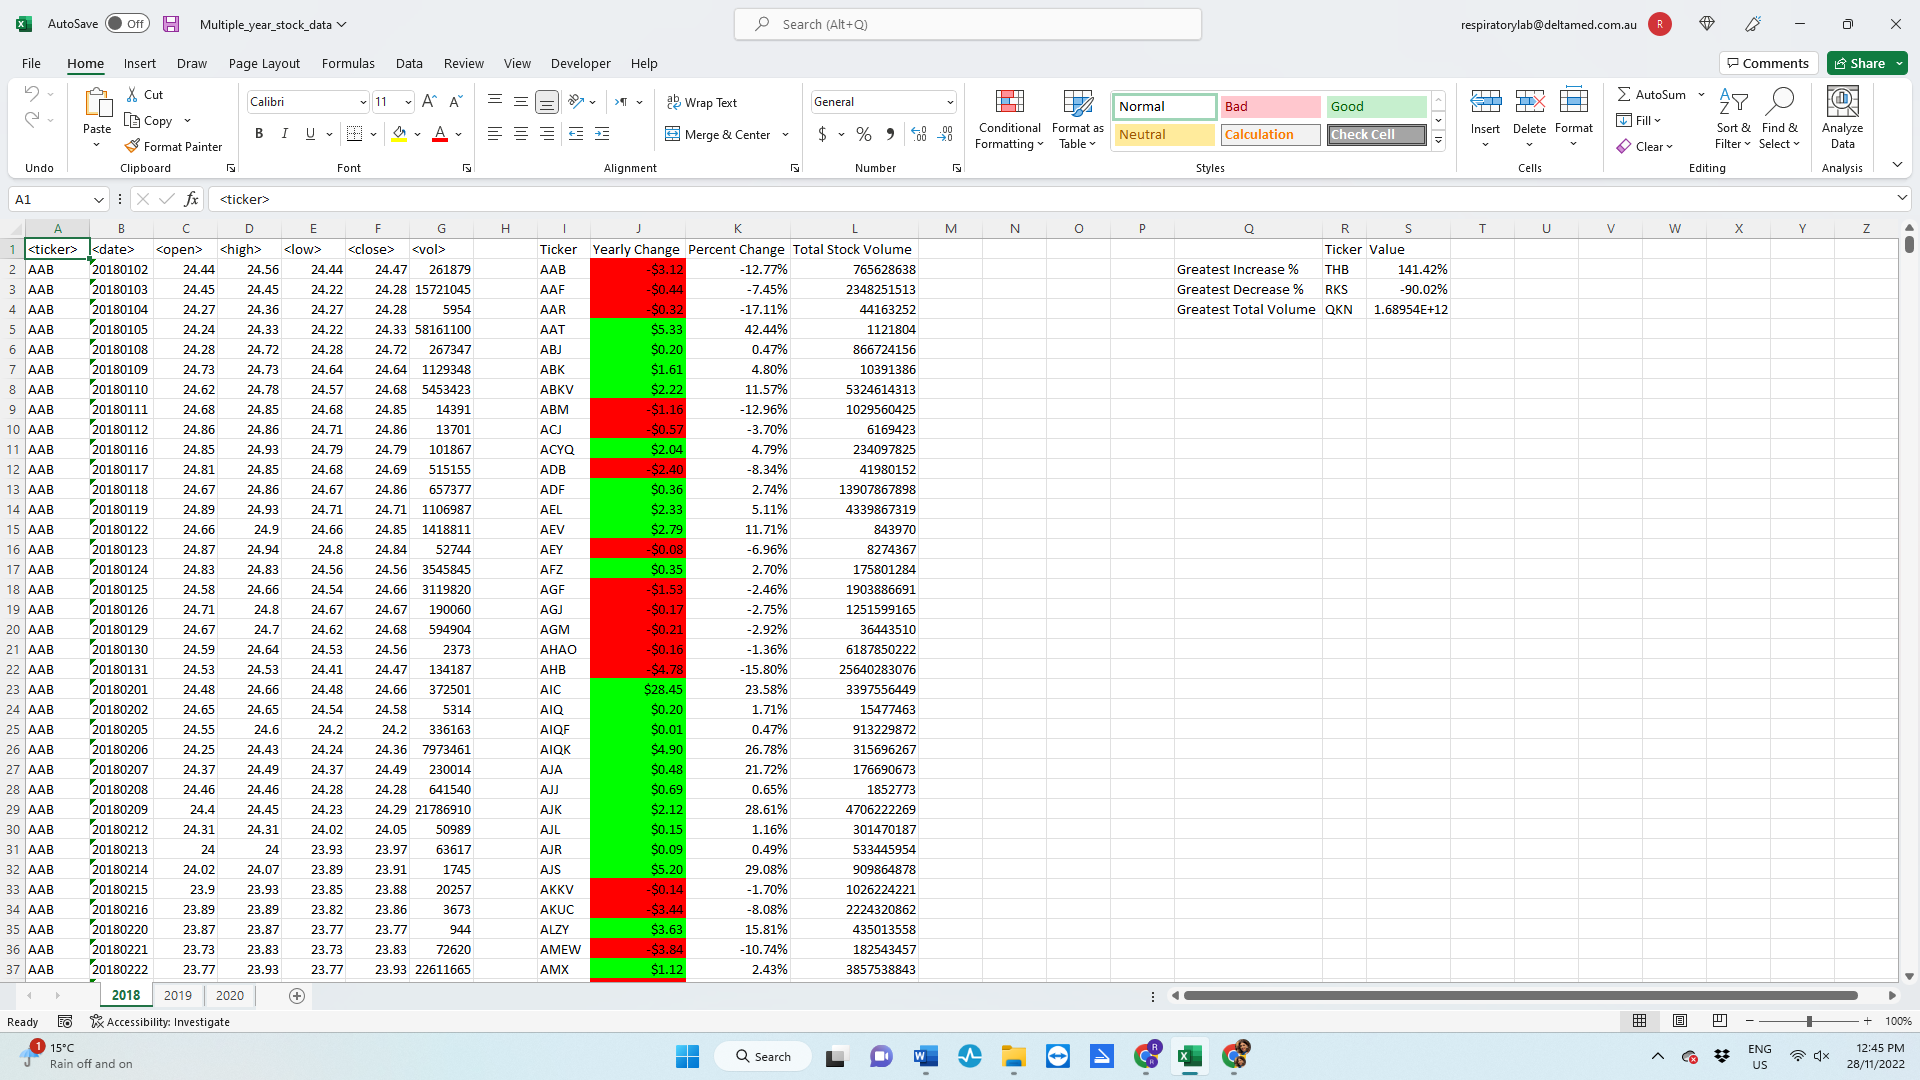 AutoSave Off Multiple_year_stock_data Search (Alt+Q) respiratorylab@deltamed.com.au R
File Home Insert Draw Page Layout Formulas Data Review View Developer Help Comments Share
Paste Cut Copy Format Painter
Calibri 11 B I U A A A
ab Wrap Text Merge & Center
General $ % 9
Conditional Formatting Format as Table
Normal Bad Good
Neutral Calculation Check Cell
Insert Delete Format
AutoSum Fill Clear Sort & Filter Find & Select Analyze Data
Undo Clipboard Font Alignment Number Styles Cells Editing Analysis
A1 fx <ticker>
A B C D E F G H I J K L M N O P Q R S T U V W X Y Z
1 <ticker> <date> <open> <high> <low> <close> <vol> Ticker Yearly Change Percent Change Total Stock Volume Ticker Value
2 AAB 20180102 24.44 24.56 24.44 24.47 261879 AAB -$3.12 -12.77% 765628638 Greatest Increase % THB 141.42%
3 AAB 20180103 24.45 24.45 24.22 24.28 15721045 AAF -$0.44 -7.45% 2348251513 Greatest Decrease % RKS -90.02%
4 AAB 20180104 24.27 24.36 24.27 24.28 5954 AAR -$0.32 -17.11% 44163252 Greatest Total Volume QKN 1.68954E+12
5 AAB 20180105 24.24 24.33 24.22 24.33 58161100 AAT $5.33 42.44% 1121804
6 AAB 20180108 24.28 24.72 24.28 24.72 267347 ABJ $0.20 0.47% 866724156
7 AAB 20180109 24.73 24.73 24.64 24.64 1129348 ABK $1.61 4.80% 10391386
8 AAB 20180110 24.62 24.78 24.57 24.68 5453423 ABKV $2.22 11.57% 5324614313
9 AAB 20180111 24.68 24.85 24.68 24.85 14391 ABM -$1.16 -12.96% 1029560425
10 AAB 20180112 24.86 24.86 24.71 24.86 13701 ACJ -$0.57 -3.70% 6169423
11 AAB 20180116 24.85 24.93 24.79 24.79 101867 ACYQ $2.04 4.79% 234097825
12 AAB 20180117 24.81 24.85 24.68 24.69 515155 ADB -$2.40 -8.34% 41980152
13 AAB 20180118 24.67 24.86 24.67 24.86 657377 ADF $0.36 2.74% 13907867898
14 AAB 20180119 24.89 24.93 24.71 24.71 1106987 AEL $2.33 5.11% 4339867319
15 AAB 20180122 24.66 24.9 24.66 24.85 1418811 AEV $2.79 11.71% 843970
16 AAB 20180123 24.87 24.94 24.8 24.84 52744 AEY -$0.08 -6.96% 8274367
17 AAB 20180124 24.83 24.83 24.56 24.56 3545845 AFZ $0.35 2.70% 175801284
18 AAB 20180125 24.58 24.66 24.54 24.66 3119820 AGF -$1.53 -2.46% 1903886691
19 AAB 20180126 24.71 24.8 24.67 24.67 190060 AGJ -$0.17 -2.75% 1251599165
20 AAB 20180129 24.67 24.7 24.62 24.68 594904 AGM -$0.21 -2.92% 36443510
21 AAB 20180130 24.59 24.64 24.53 24.56 2373 AHAO -$0.16 -1.36% 6187850222
22 AAB 20180131 24.53 24.53 24.41 24.47 134187 AHB -$4.78 -15.80% 25640283076
23 AAB 20180201 24.48 24.66 24.48 24.66 372501 AIC $28.45 23.58% 3397556449
24 AAB 20180202 24.65 24.65 24.54 24.58 5314 AIQ $0.20 1.71% 15477463
25 AAB 20180205 24.55 24.6 24.2 24.2 336163 AIQF $0.01 0.47% 913229872
26 AAB 20180206 24.25 24.43 24.24 24.36 7973461 AIQK $4.90 26.78% 315696267
27 AAB 20180207 24.37 24.49 24.37 24.49 230014 AJA $0.48 21.72% 176690673
28 AAB 20180208 24.46 24.46 24.28 24.28 641540 AJJ $0.69 0.65% 1852773
29 AAB 20180209 24.4 24.45 24.23 24.29 21786910 AJK $2.12 28.61% 4706222269
30 AAB 20180212 24.31 24.31 24.02 24.05 50989 AJL $0.15 1.16% 301470187
31 AAB 20180213 24 24 23.93 23.97 63617 AJR $0.09 0.49% 533445954
32 AAB 20180214 24.02 24.07 23.89 23.91 1745 AJS $5.20 29.08% 909864878
33 AAB 20180215 23.9 23.93 23.85 23.88 20257 AKKV -$0.14 -1.70% 1026224221
34 AAB 20180216 23.89 23.89 23.82 23.86 3673 AKUC -$3.44 -8.08% 2224320862
35 AAB 20180220 23.87 23.87 23.77 23.77 944 ALZY $3.63 15.81% 435013558
36 AAB 20180221 23.73 23.83 23.73 23.83 72620 AMEW -$3.84 -10.74% 182543457
37 AAB 20180222 23.77 23.93 23.77 23.93 22611665 AMX $1.12 2.43% 3857538843
2018 2019 2020
Ready Accessibility: Investigate 100%
1 15°C
Rain off and on
Search
ENG
US
12:45 PM
28/11/2022